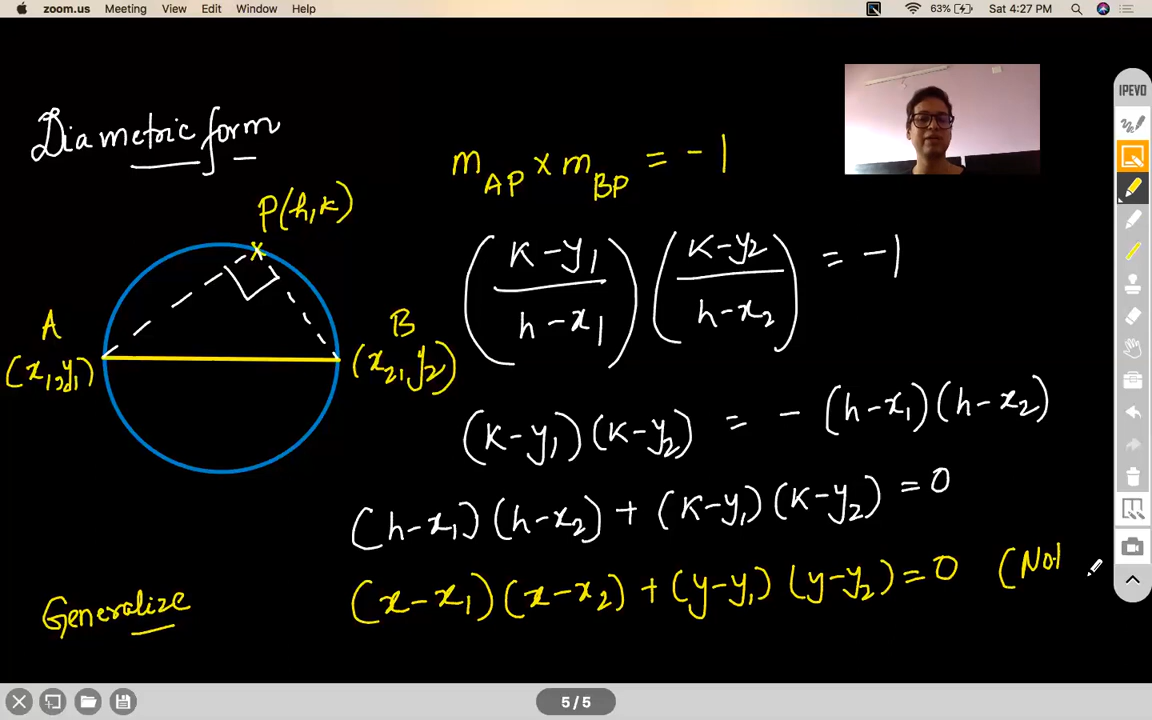 zoom.us Meeting View Edit Window Help 63% Sat 4:27 PM
IPEVO
Diametric form
m_AP x m_BP = -1
P(h,k)
(K-y1 / h-x1) (K-y2 / h-x2) = -1
A
B
(x1,y1)
(x2,y2)
(K-y1)(K-y2) = -(h-x1)(h-x2)
(h-x1)(h-x2) + (K-y1)(K-y2) = 0
(x-x1)(x-x2) + (y-y1)(y-y2) = 0 (Not
Generalize
5/5